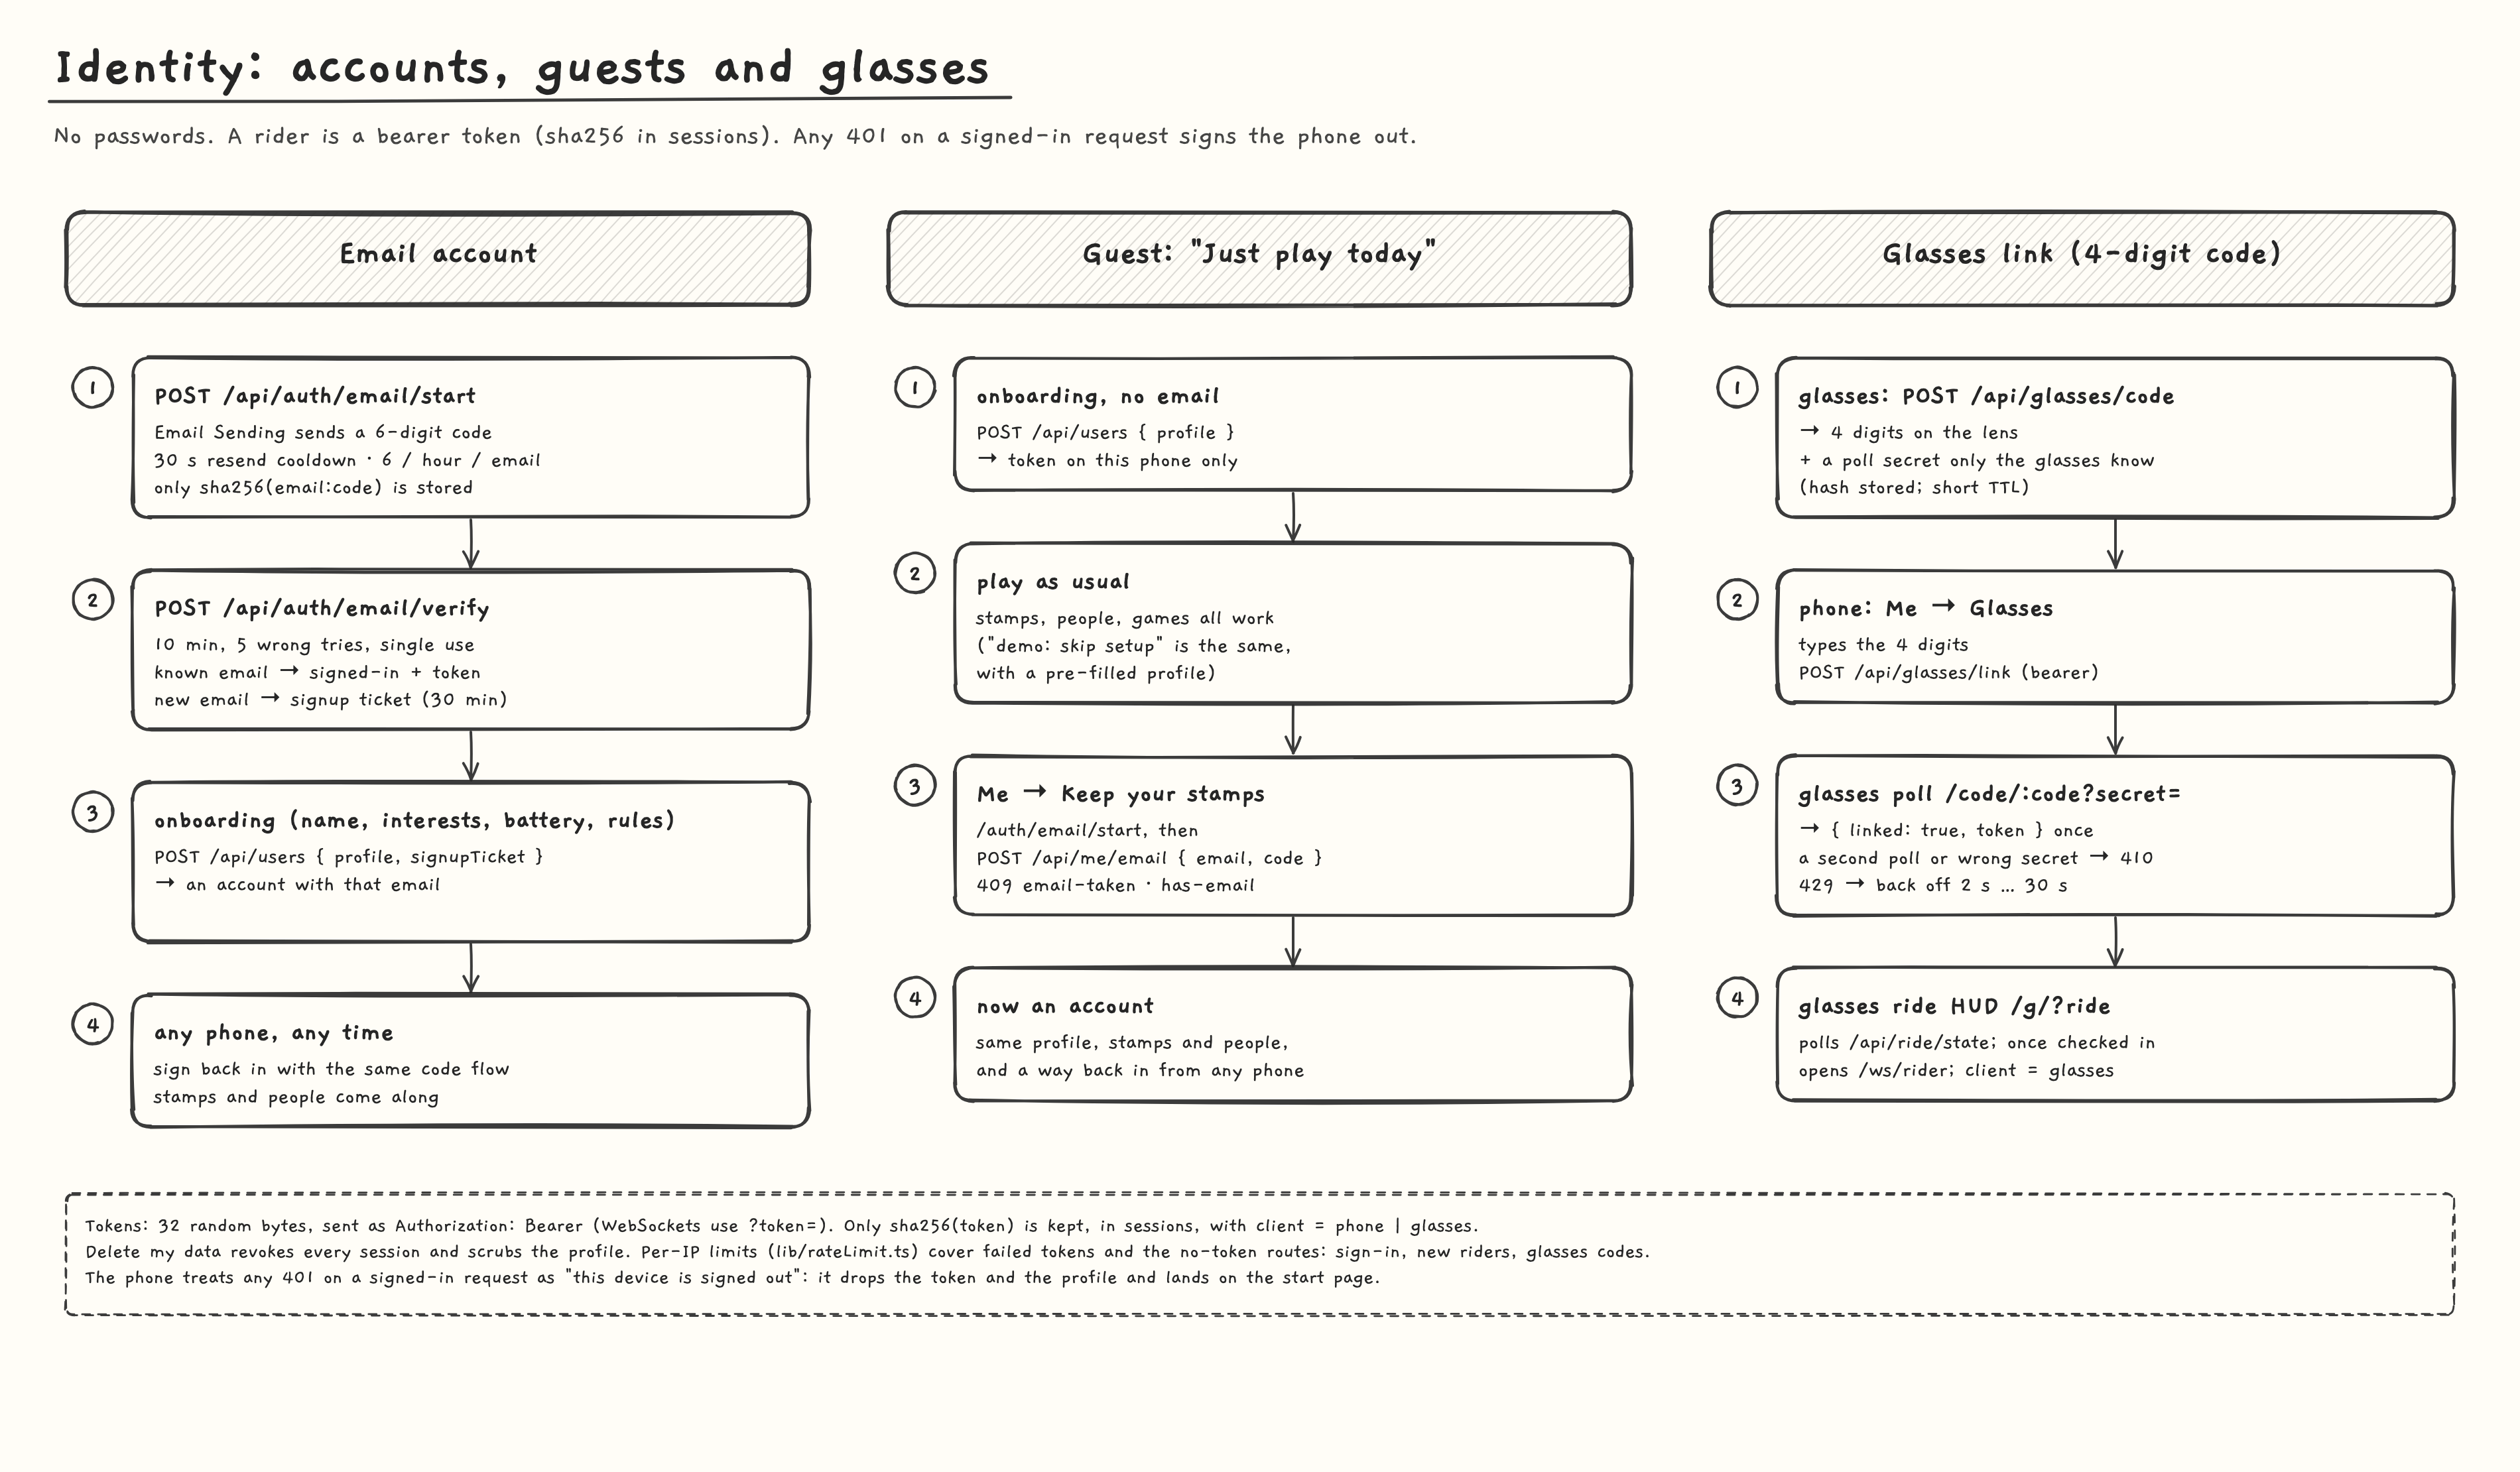 Identity: accounts, guests and glasses
No passwords. A rider is a bearer token (sha256 in sessions). Any 401 on a signed-in request signs the phone out.
Email account
1
POST /api/auth/email/start
Email Sending sends a 6-digit code
30 s resend cooldown · 6 / hour / email
only sha256(email:code) is stored
2
POST /api/auth/email/verify
10 min, 5 wrong tries, single use
known email → signed-in + token
new email → signup ticket (30 min)
3
onboarding (name, interests, battery, rules)
POST /api/users { profile, signupTicket }
→ an account with that email
4
any phone, any time
sign back in with the same code flow
stamps and people come along
Guest: "Just play today"
1
onboarding, no email
POST /api/users { profile }
→ token on this phone only
2
play as usual
stamps, people, games all work
("demo: skip setup" is the same,
with a pre-filled profile)
3
Me → Keep your stamps
/auth/email/start, then
POST /api/me/email { email, code }
409 email-taken · has-email
4
now an account
same profile, stamps and people,
and a way back in from any phone
Glasses link (4-digit code)
1
glasses: POST /api/glasses/code
→ 4 digits on the lens
+ a poll secret only the glasses know
(hash stored; short TTL)
2
phone: Me → Glasses
types the 4 digits
POST /api/glasses/link (bearer)
3
glasses poll /code/:code?secret=
→ { linked: true, token } once
a second poll or wrong secret → 410
429 → back off 2 s … 30 s
4
glasses ride HUD /g/?ride
polls /api/ride/state; once checked in
opens /ws/rider; client = glasses
Tokens: 32 random bytes, sent as Authorization: Bearer (WebSockets use ?token=). Only sha256(token) is kept, in sessions, with client = phone | glasses.
Delete my data revokes every session and scrubs the profile. Per-IP limits (lib/rateLimit.ts) cover failed tokens and the no-token routes: sign-in, new riders, glasses codes.
The phone treats any 401 on a signed-in request as "this device is signed out": it drops the token and the profile and lands on the start page.